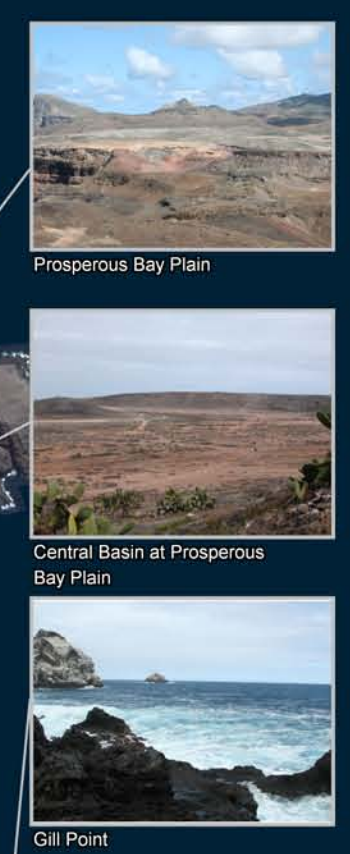 Prosperous Bay Plain
Central Basin at Prosperous
Bay Plain
Gill Point